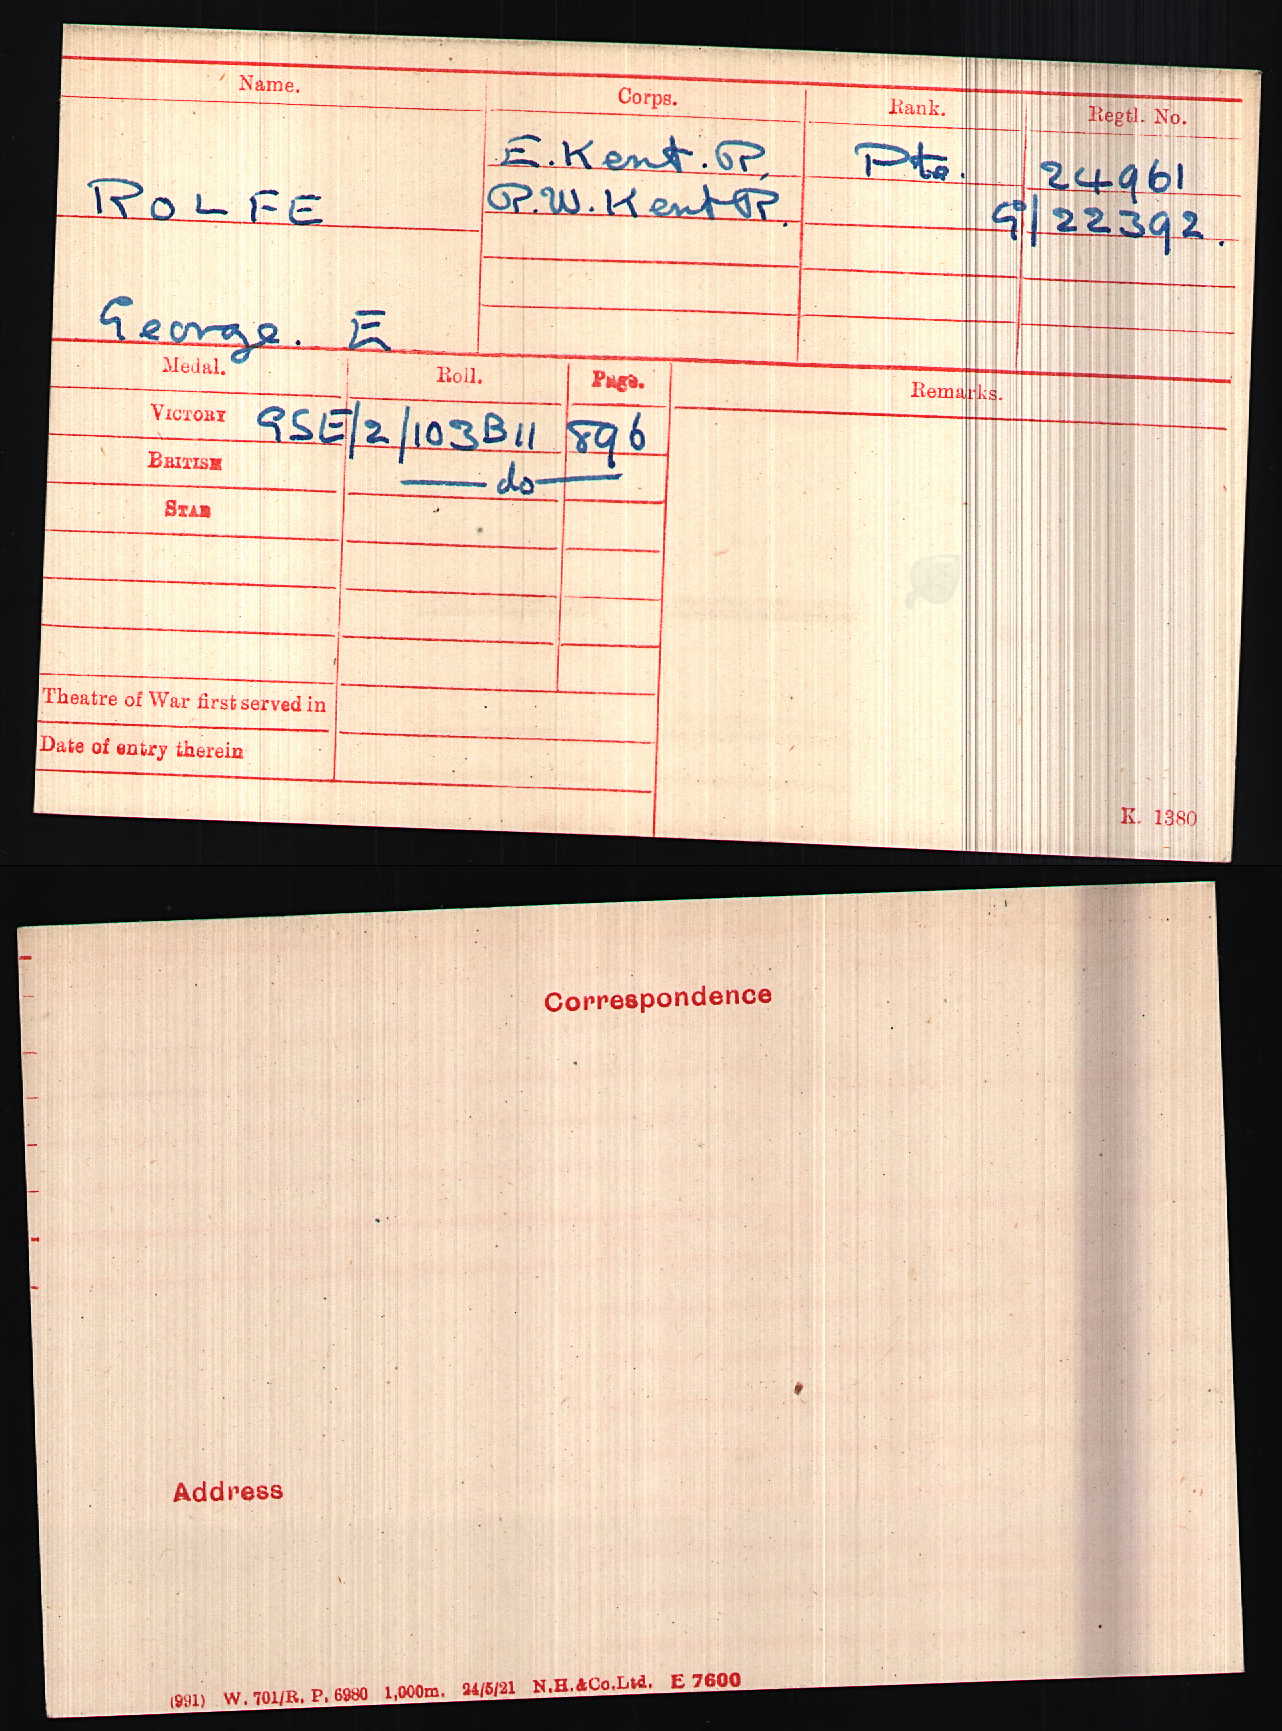 Name. Corps. Rank. Regtl. No.
E. Kent. R, Pte. 24961
ROLFE R.W. Kent R. G/22392.
George. E
Medal. Roll. Page. Remarks.
VICTORY GSE/2/103B11 896
BRITISH —— do ——
STAR
Theatre of War first served in
Date of entry therein
K. 1380
Correspondence
Address
(991) W. 701/R. P. 6980 1,000m. 24/5/21 N.H.&Co.Ltd. E 7600